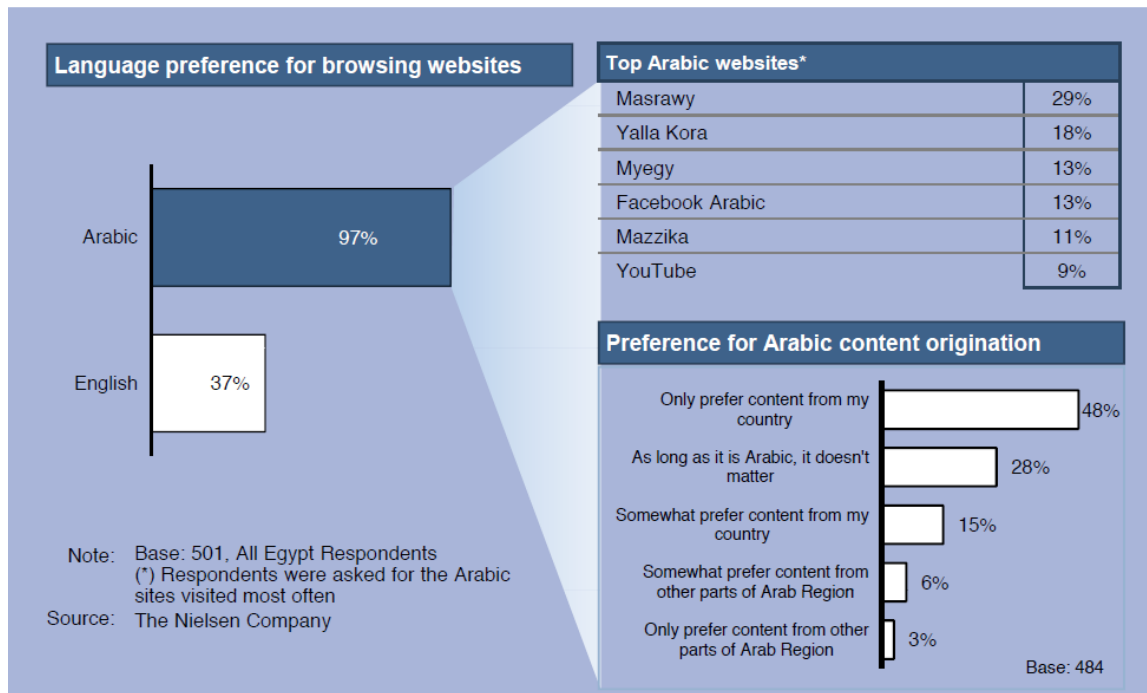 Language preference for browsing websites
Arabic
97%
English
37%
Note: Base: 501, All Egypt Respondents
(*) Respondents were asked for the Arabic
sites visited most often
Source: The Nielsen Company
Top Arabic websites*
Masrawy 29%
Yalla Kora 18%
Myegy 13%
Facebook Arabic 13%
Mazzika 11%
YouTube 9%
Preference for Arabic content origination
Only prefer content from my
country
48%
As long as it is Arabic, it doesn't
matter
28%
Somewhat prefer content from my
country
15%
Somewhat prefer content from
other parts of Arab Region
6%
Only prefer content from other
parts of Arab Region
3%
Base: 484